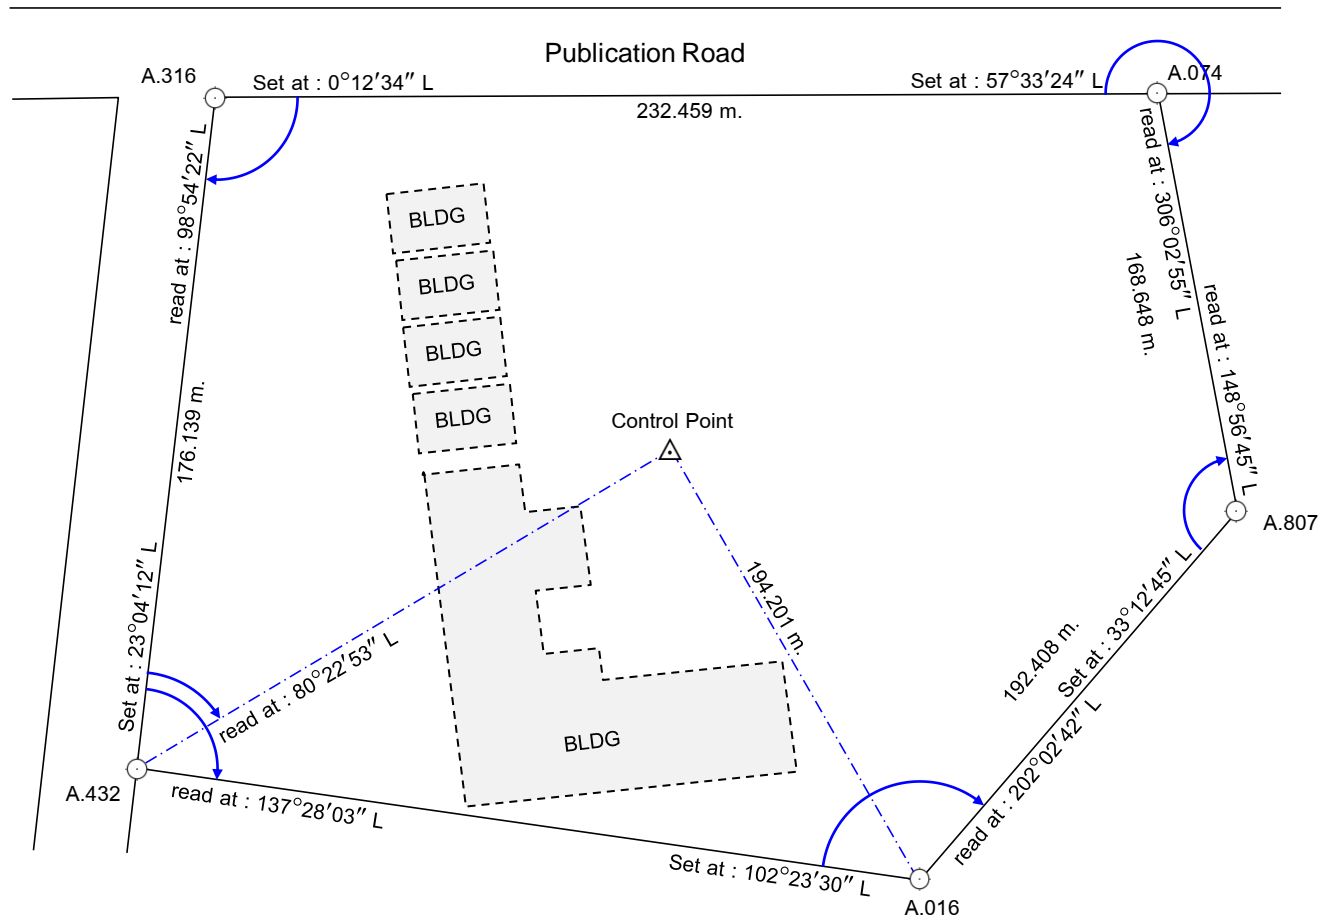 Publication Road
A.316
Set at : 0°12′34″ L
Set at : 57°33′24″ L
A.074
232.459 m.
read at : 98°54′22″ L
read at : 306°02′55″ L
168.648 m.
read at : 148°56′45″ L
BLDG
BLDG
BLDG
BLDG
176.139 m.
Control Point
A.807
194.201 m.
Set at : 33°12′45″ L
192.408 m.
Set at : 23°04′12″ L
read at : 80°22′53″ L
read at : 202°02′42″ L
BLDG
A.432
read at : 137°28′03″ L
Set at : 102°23′30″ L
A.016